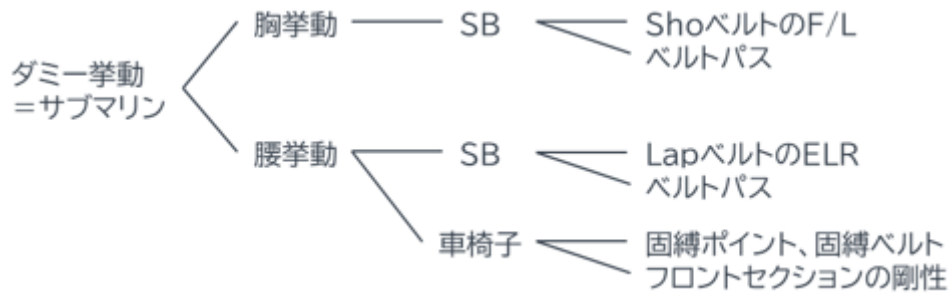 胸挙動
SB
ShoベルトのF/L
ベルトパス
ダミー挙動
＝サブマリン
腰挙動
SB
LapベルトのELR
ベルトパス
車椅子
固縛ポイント、固縛ベルト
フロントセクションの剛性